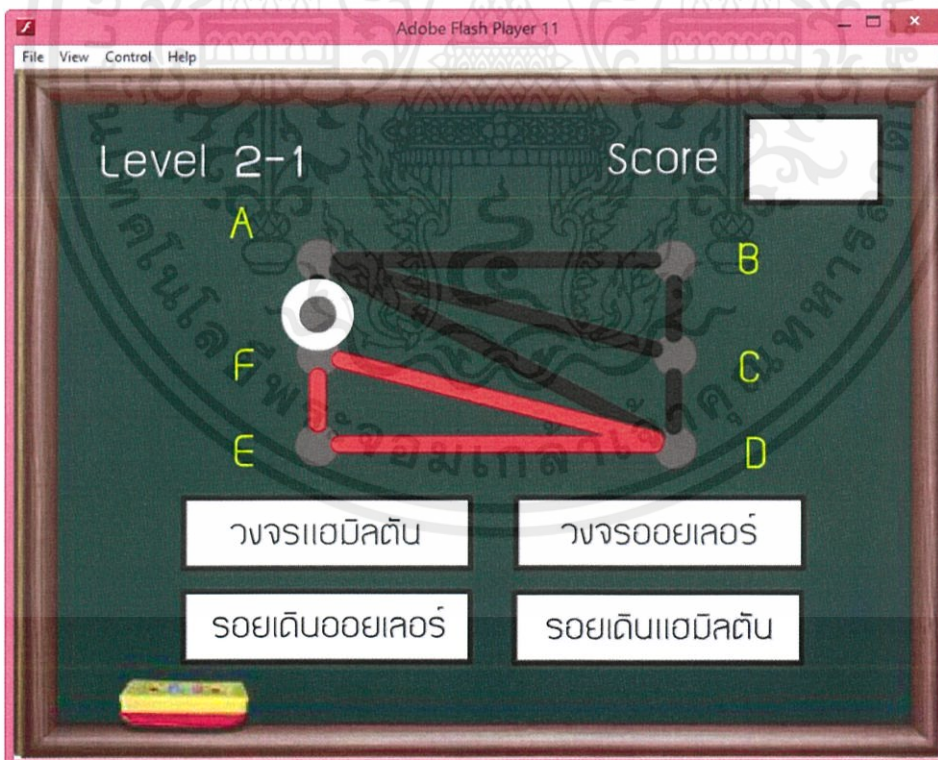 Adobe Flash Player 11
File View Control Help
Level 2-1 Score
A
B
F
C
E
D
วงจรแฮมิลตัน วงจรออยเลอร์
รอยเดินออยเลอร์ รอยเดินแฮมิลตัน